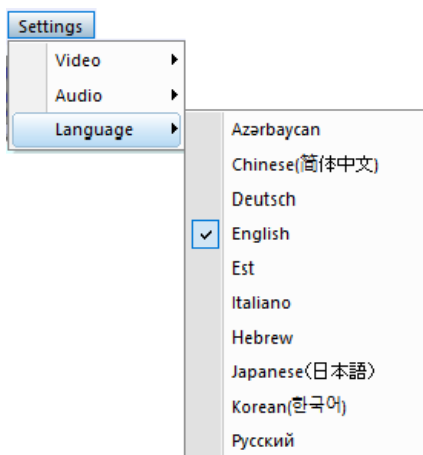 Settings
Video
Audio
Language
Azərbaycan
Chinese(简体中文)
Deutsch
English
Est
Italiano
Hebrew
Japanese(日本語)
Korean(한국어)
Русский